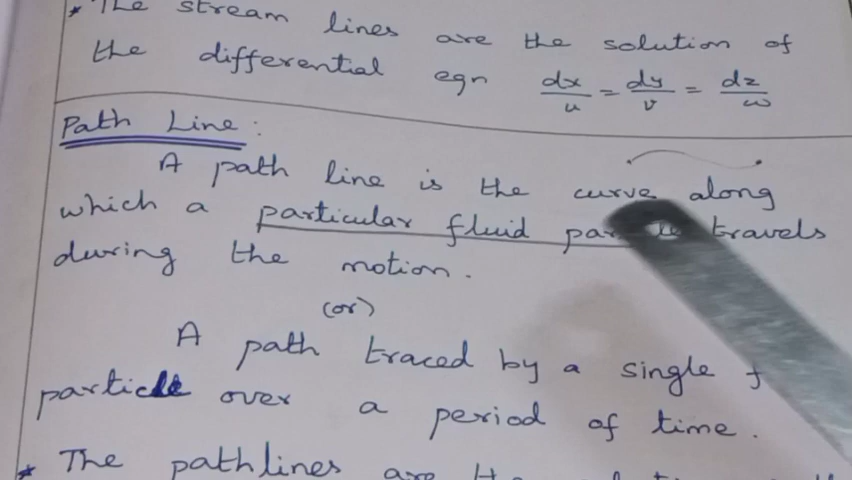 * The stream lines are the solution of
the differential eqn dx/u = dy/v = dz/w
Path Line:
A path line is the curve along
which a particular fluid travels
during the motion.
(or)
A path traced by a single
particle over a period of time.
* The pathlines are